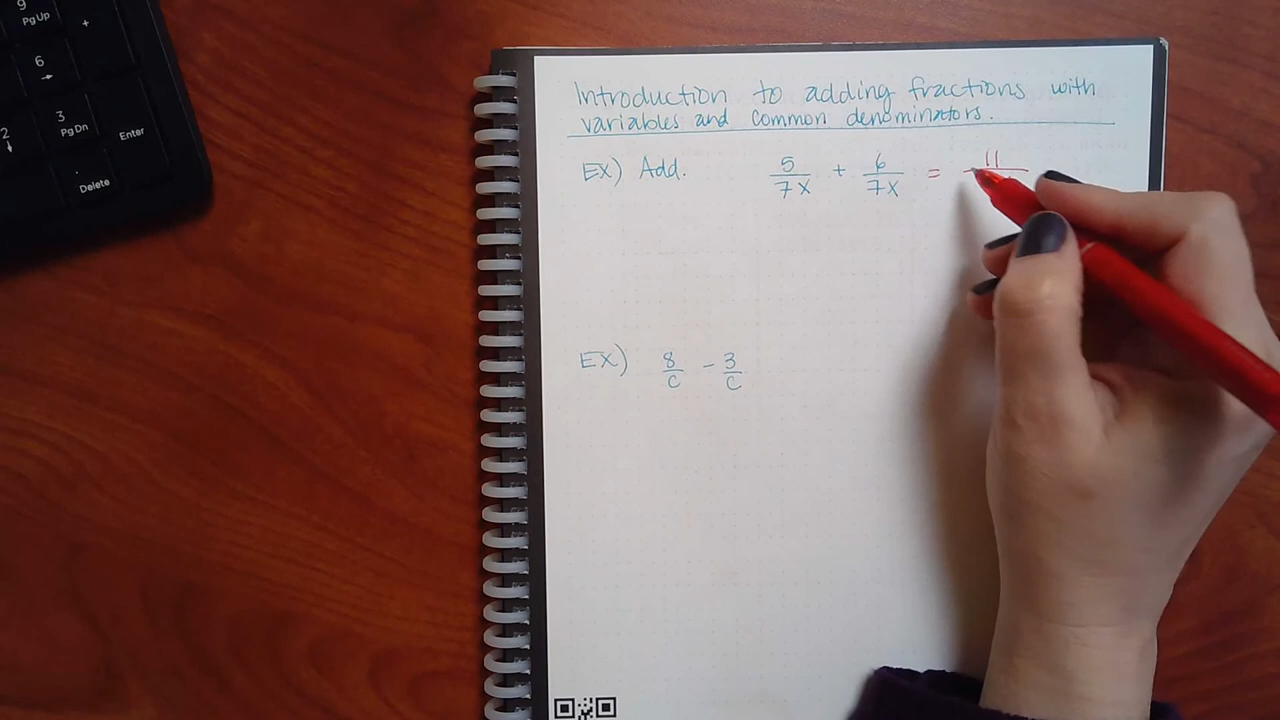 9
PgUp
+
6
→
3
PgDn
2
↓
Enter
.
Delete
Introduction to adding fractions with
variables and common denominators.
EX) Add. 5/7x + 6/7x = 11
EX) 8/c - 3/c